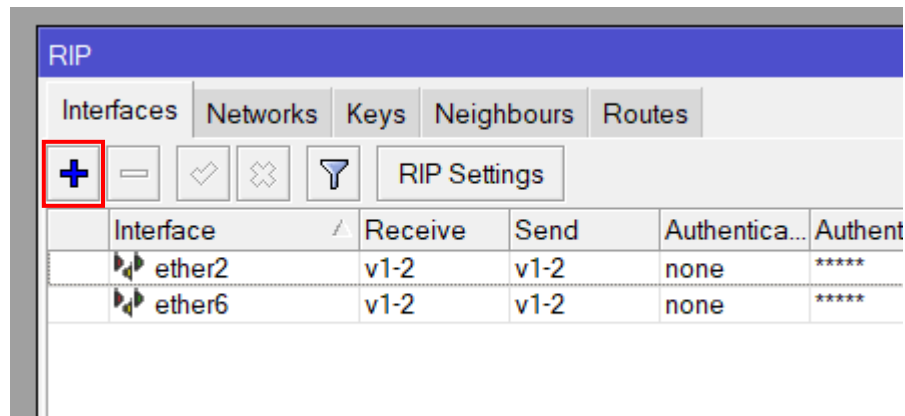 RIP
Interfaces Networks Keys Neighbours Routes
RIP Settings
Interface Receive Send Authentica... Authent
ether2 v1-2 v1-2 none *****
ether6 v1-2 v1-2 none *****